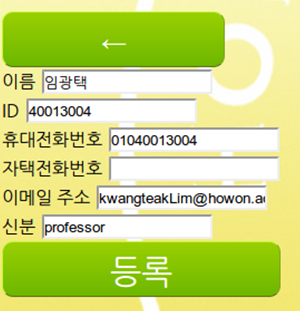 ←
이름 임광택
ID 40013004
휴대전화번호 01040013004
자택전화번호
이메일 주소 kwangteakLim@howon.ac
신분 professor
등록